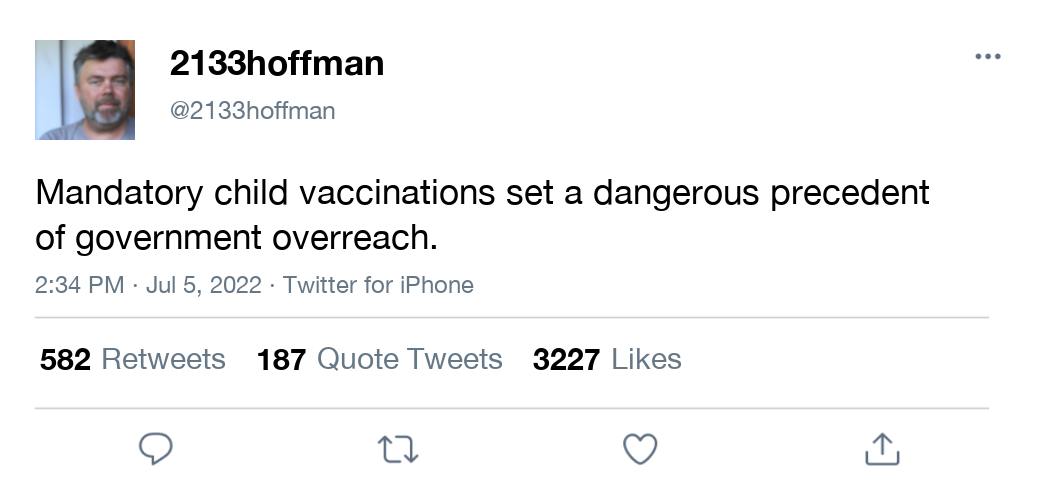 2133hoffman
@2133hoffman
Mandatory child vaccinations set a dangerous precedent
of government overreach.
2:34 PM · Jul 5, 2022 · Twitter for iPhone
582 Retweets 187 Quote Tweets 3227 Likes